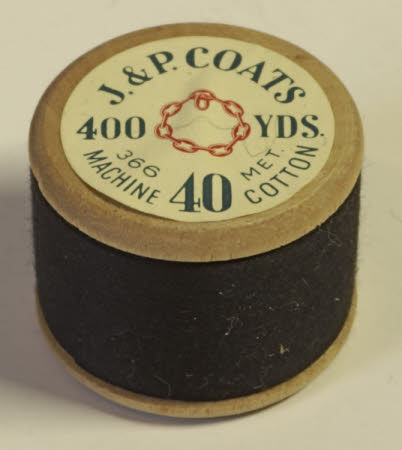 J. & P. COATS
400 YDS.
366 MET.
MACHINE 40 COTTON